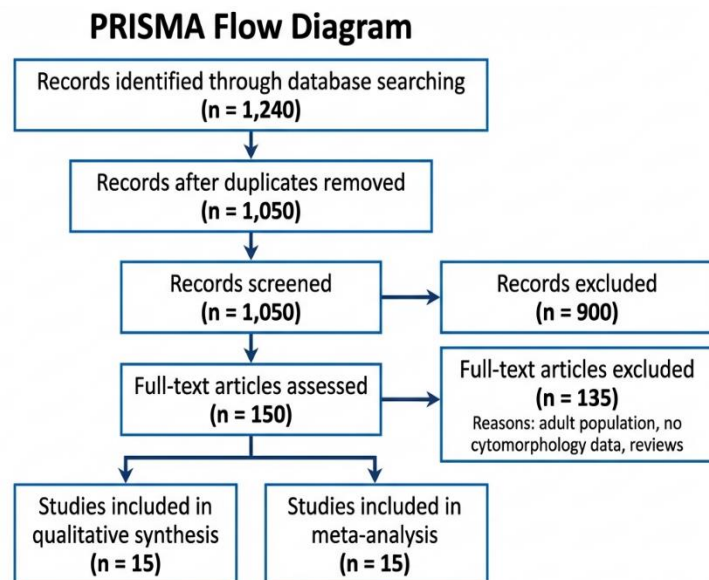 PRISMA Flow Diagram
Records identified through database searching
(n = 1,240)
Records after duplicates removed
(n = 1,050)
Records screened
(n = 1,050)
Records excluded
(n = 900)
Full-text articles assessed
(n = 150)
Full-text articles excluded
(n = 135)
Reasons: adult population, no
cytomorphology data, reviews
Studies included in
qualitative synthesis
(n = 15)
Studies included in
meta-analysis
(n = 15)